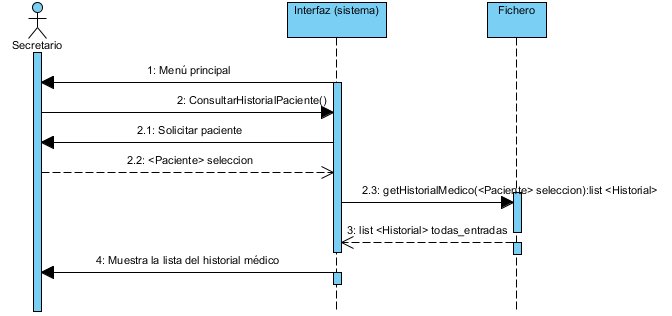 Interfaz (sistema)
Fichero
Secretario
1: Menú principal
2: ConsultarHistorialPaciente()
2.1: Solicitar paciente
2.2: <Paciente> seleccion
2.3: getHistorialMedico(<Paciente> seleccion):list <Historial>
3: list <Historial> todas_entradas
4: Muestra la lista del historial médico